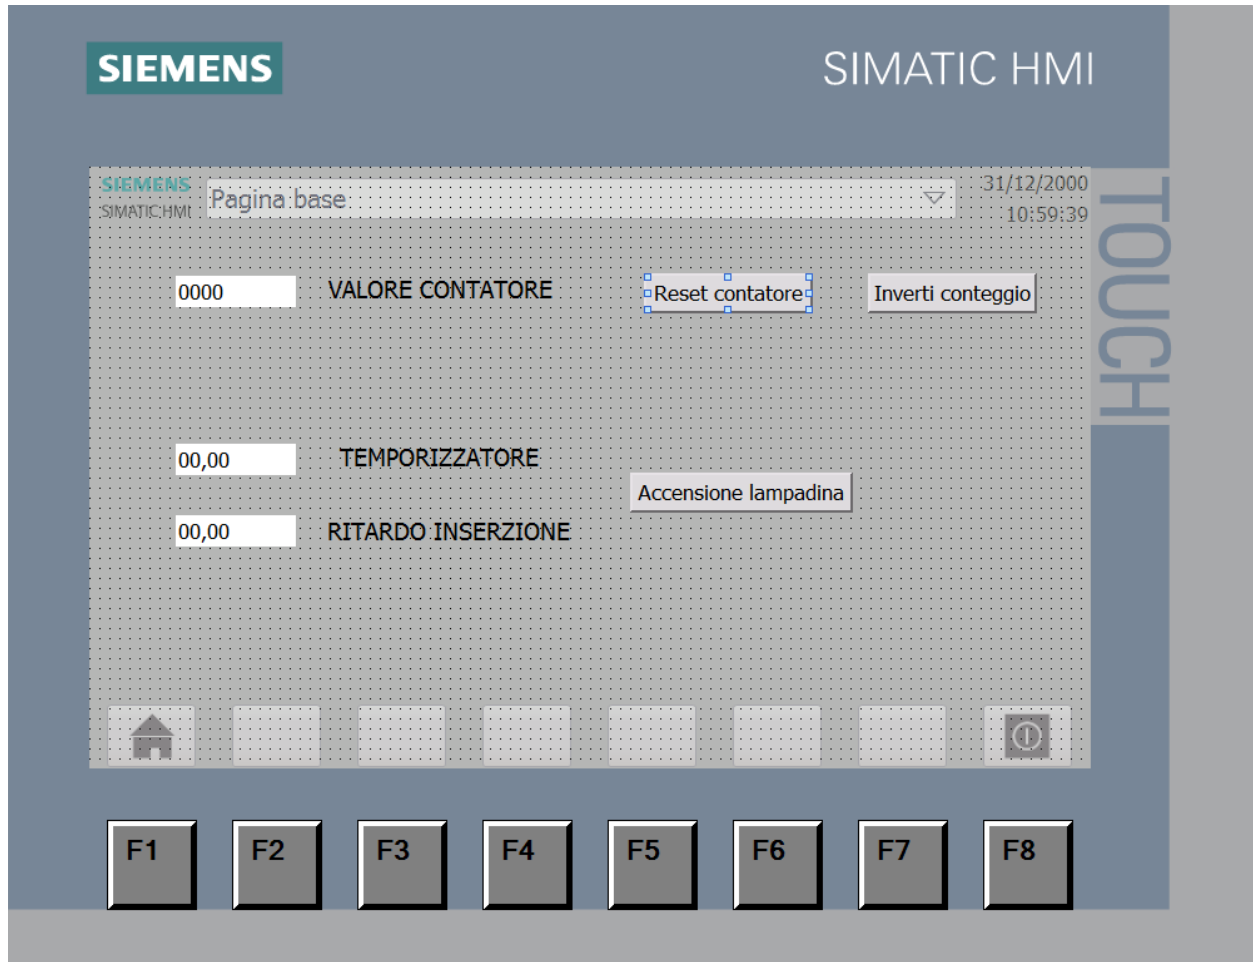 SIEMENS
SIMATIC HMI
TOUCH
SIEMENS
SIMATIC HMI
Pagina base
31/12/2000
10:59:39
0000
VALORE CONTATORE
Reset contatore
Inverti conteggio
00,00
TEMPORIZZATORE
Accensione lampadina
00,00
RITARDO INSERZIONE
F1
F2
F3
F4
F5
F6
F7
F8